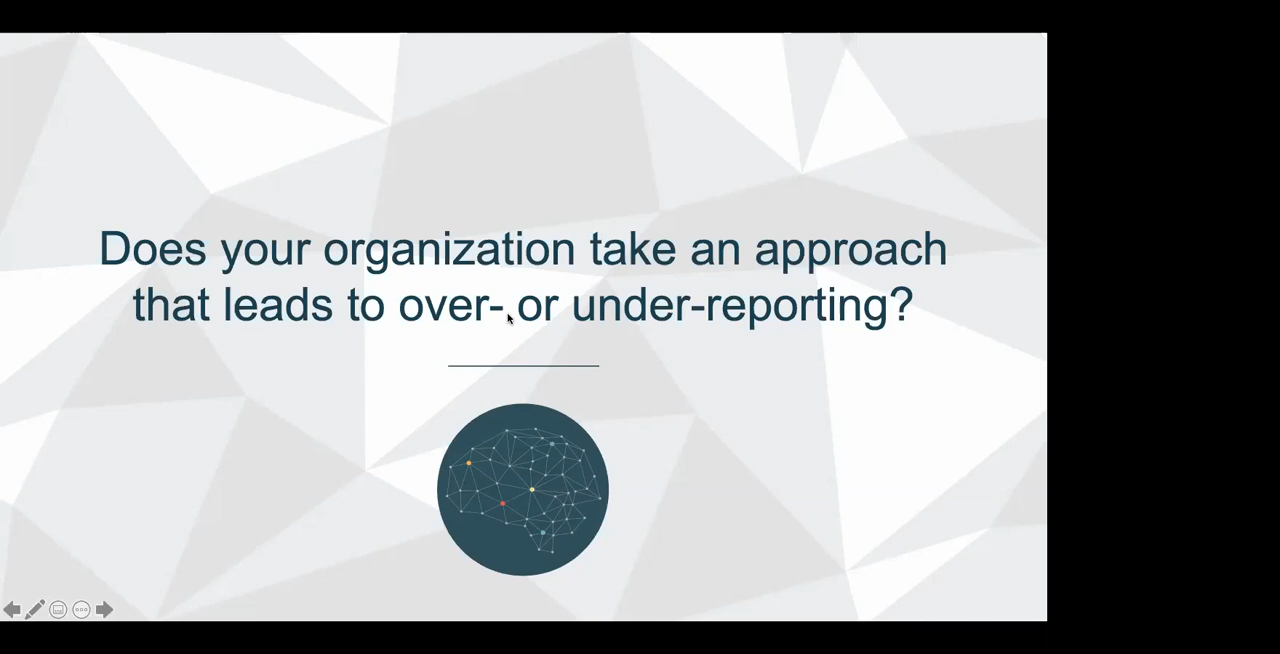 Does your organization take an approach
that leads to over- or under-reporting?